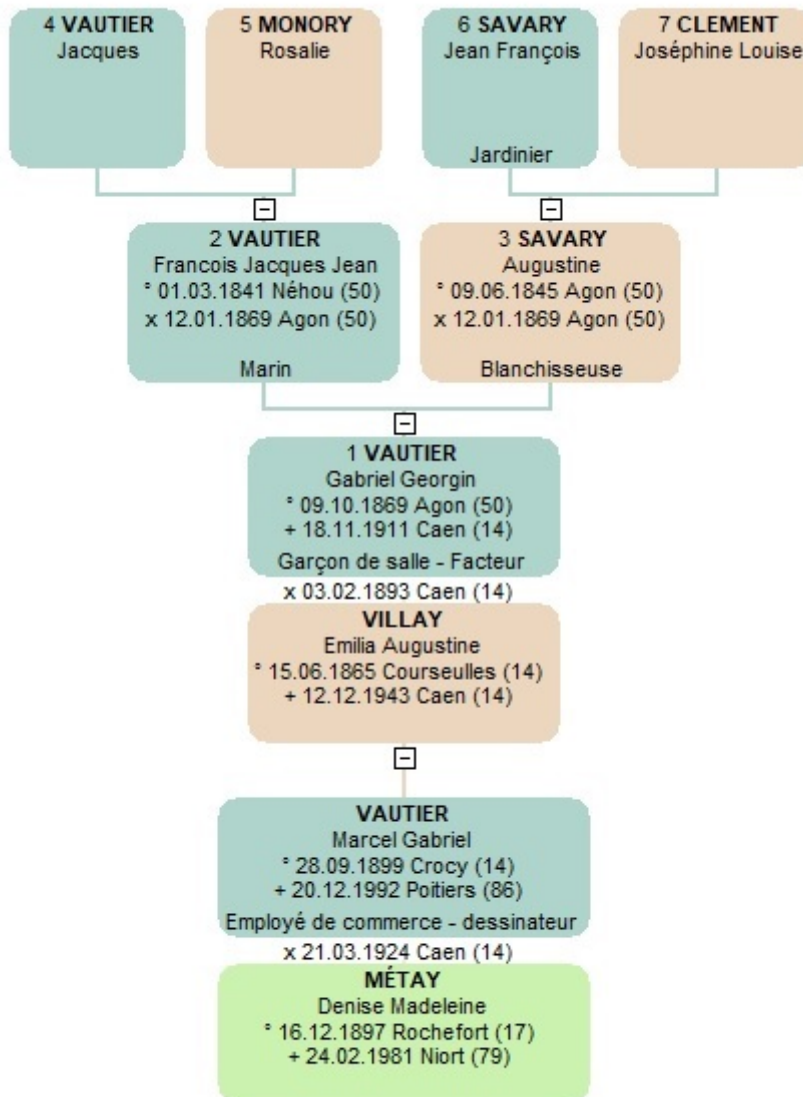 4 VAUTIER
Jacques
5 MONORY
Rosalie
6 SAVARY
Jean François
Jardinier
7 CLEMENT
Joséphine Louise
2 VAUTIER
Francois Jacques Jean
° 01.03.1841 Néhou (50)
x 12.01.1869 Agon (50)
Marin
3 SAVARY
Augustine
° 09.06.1845 Agon (50)
x 12.01.1869 Agon (50)
Blanchisseuse
1 VAUTIER
Gabriel Georgin
° 09.10.1869 Agon (50)
+ 18.11.1911 Caen (14)
Garçon de salle - Facteur
x 03.02.1893 Caen (14)
VILLAY
Emilia Augustine
° 15.06.1865 Courseulles (14)
+ 12.12.1943 Caen (14)
VAUTIER
Marcel Gabriel
° 28.09.1899 Crocy (14)
+ 20.12.1992 Poitiers (86)
Employé de commerce - dessinateur
x 21.03.1924 Caen (14)
MÉTAY
Denise Madeleine
° 16.12.1897 Rochefort (17)
+ 24.02.1981 Niort (79)